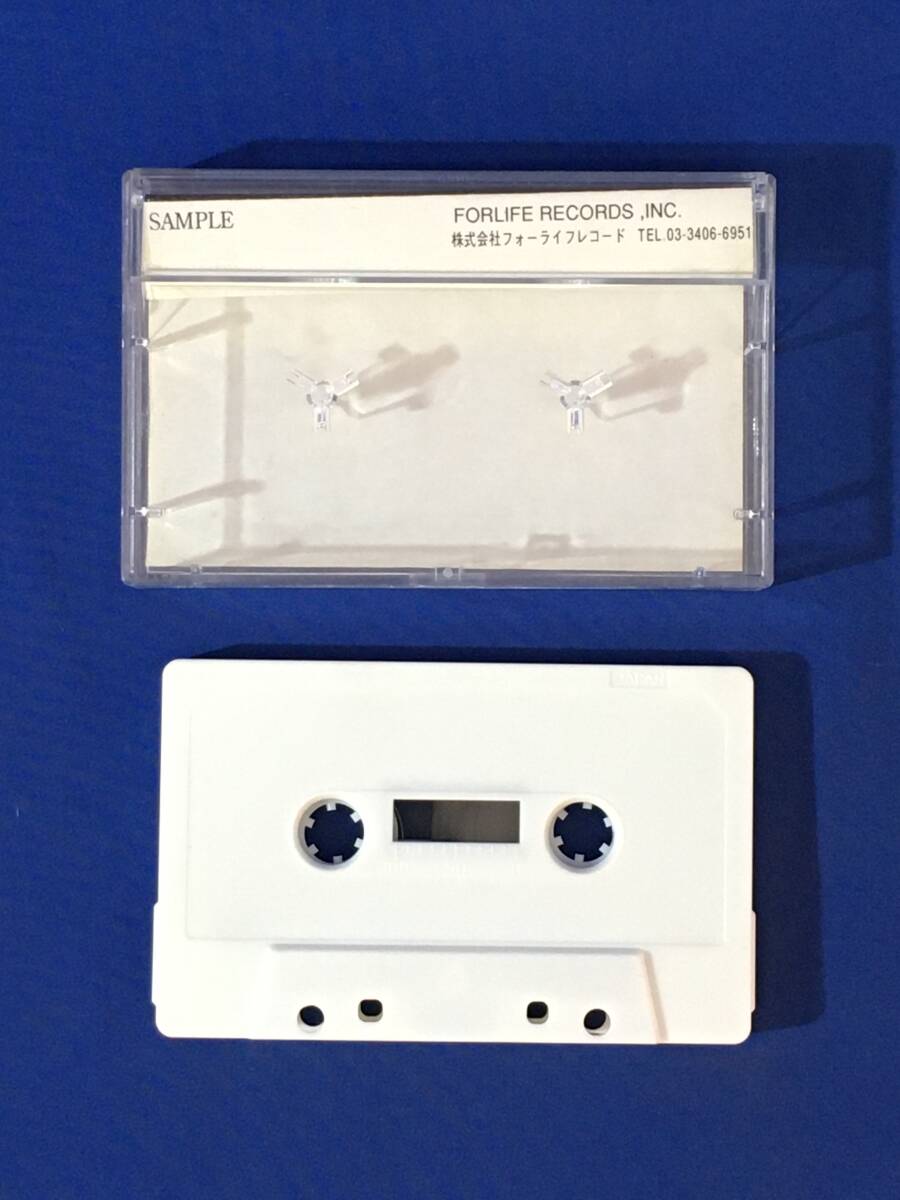 SAMPLE
FORLIFE RECORDS ,INC.
株式会社フォーライフレコード TEL.03-3406-6951
JAPAN